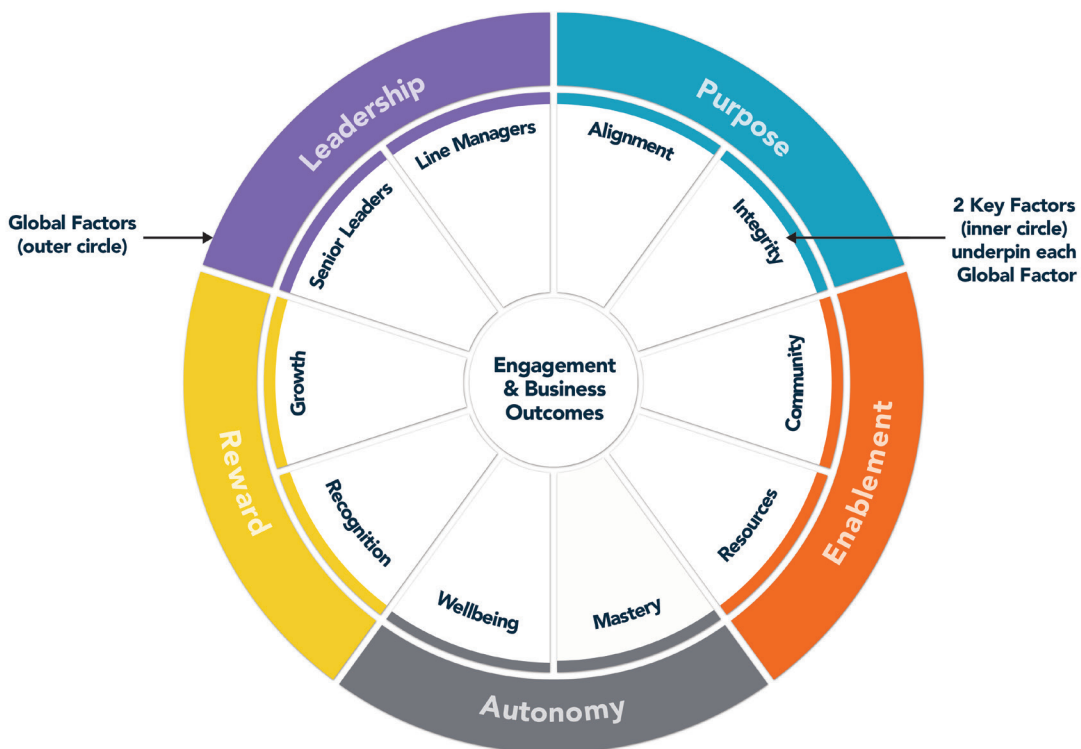 Leadership
Purpose
Line Managers
Alignment
Senior Leaders
Integrity
Global Factors
(outer circle)
2 Key Factors
(inner circle)
underpin each
Global Factor
Growth
Community
Engagement
& Business
Outcomes
Reward
Enablement
Recognition
Resources
Wellbeing
Mastery
Autonomy